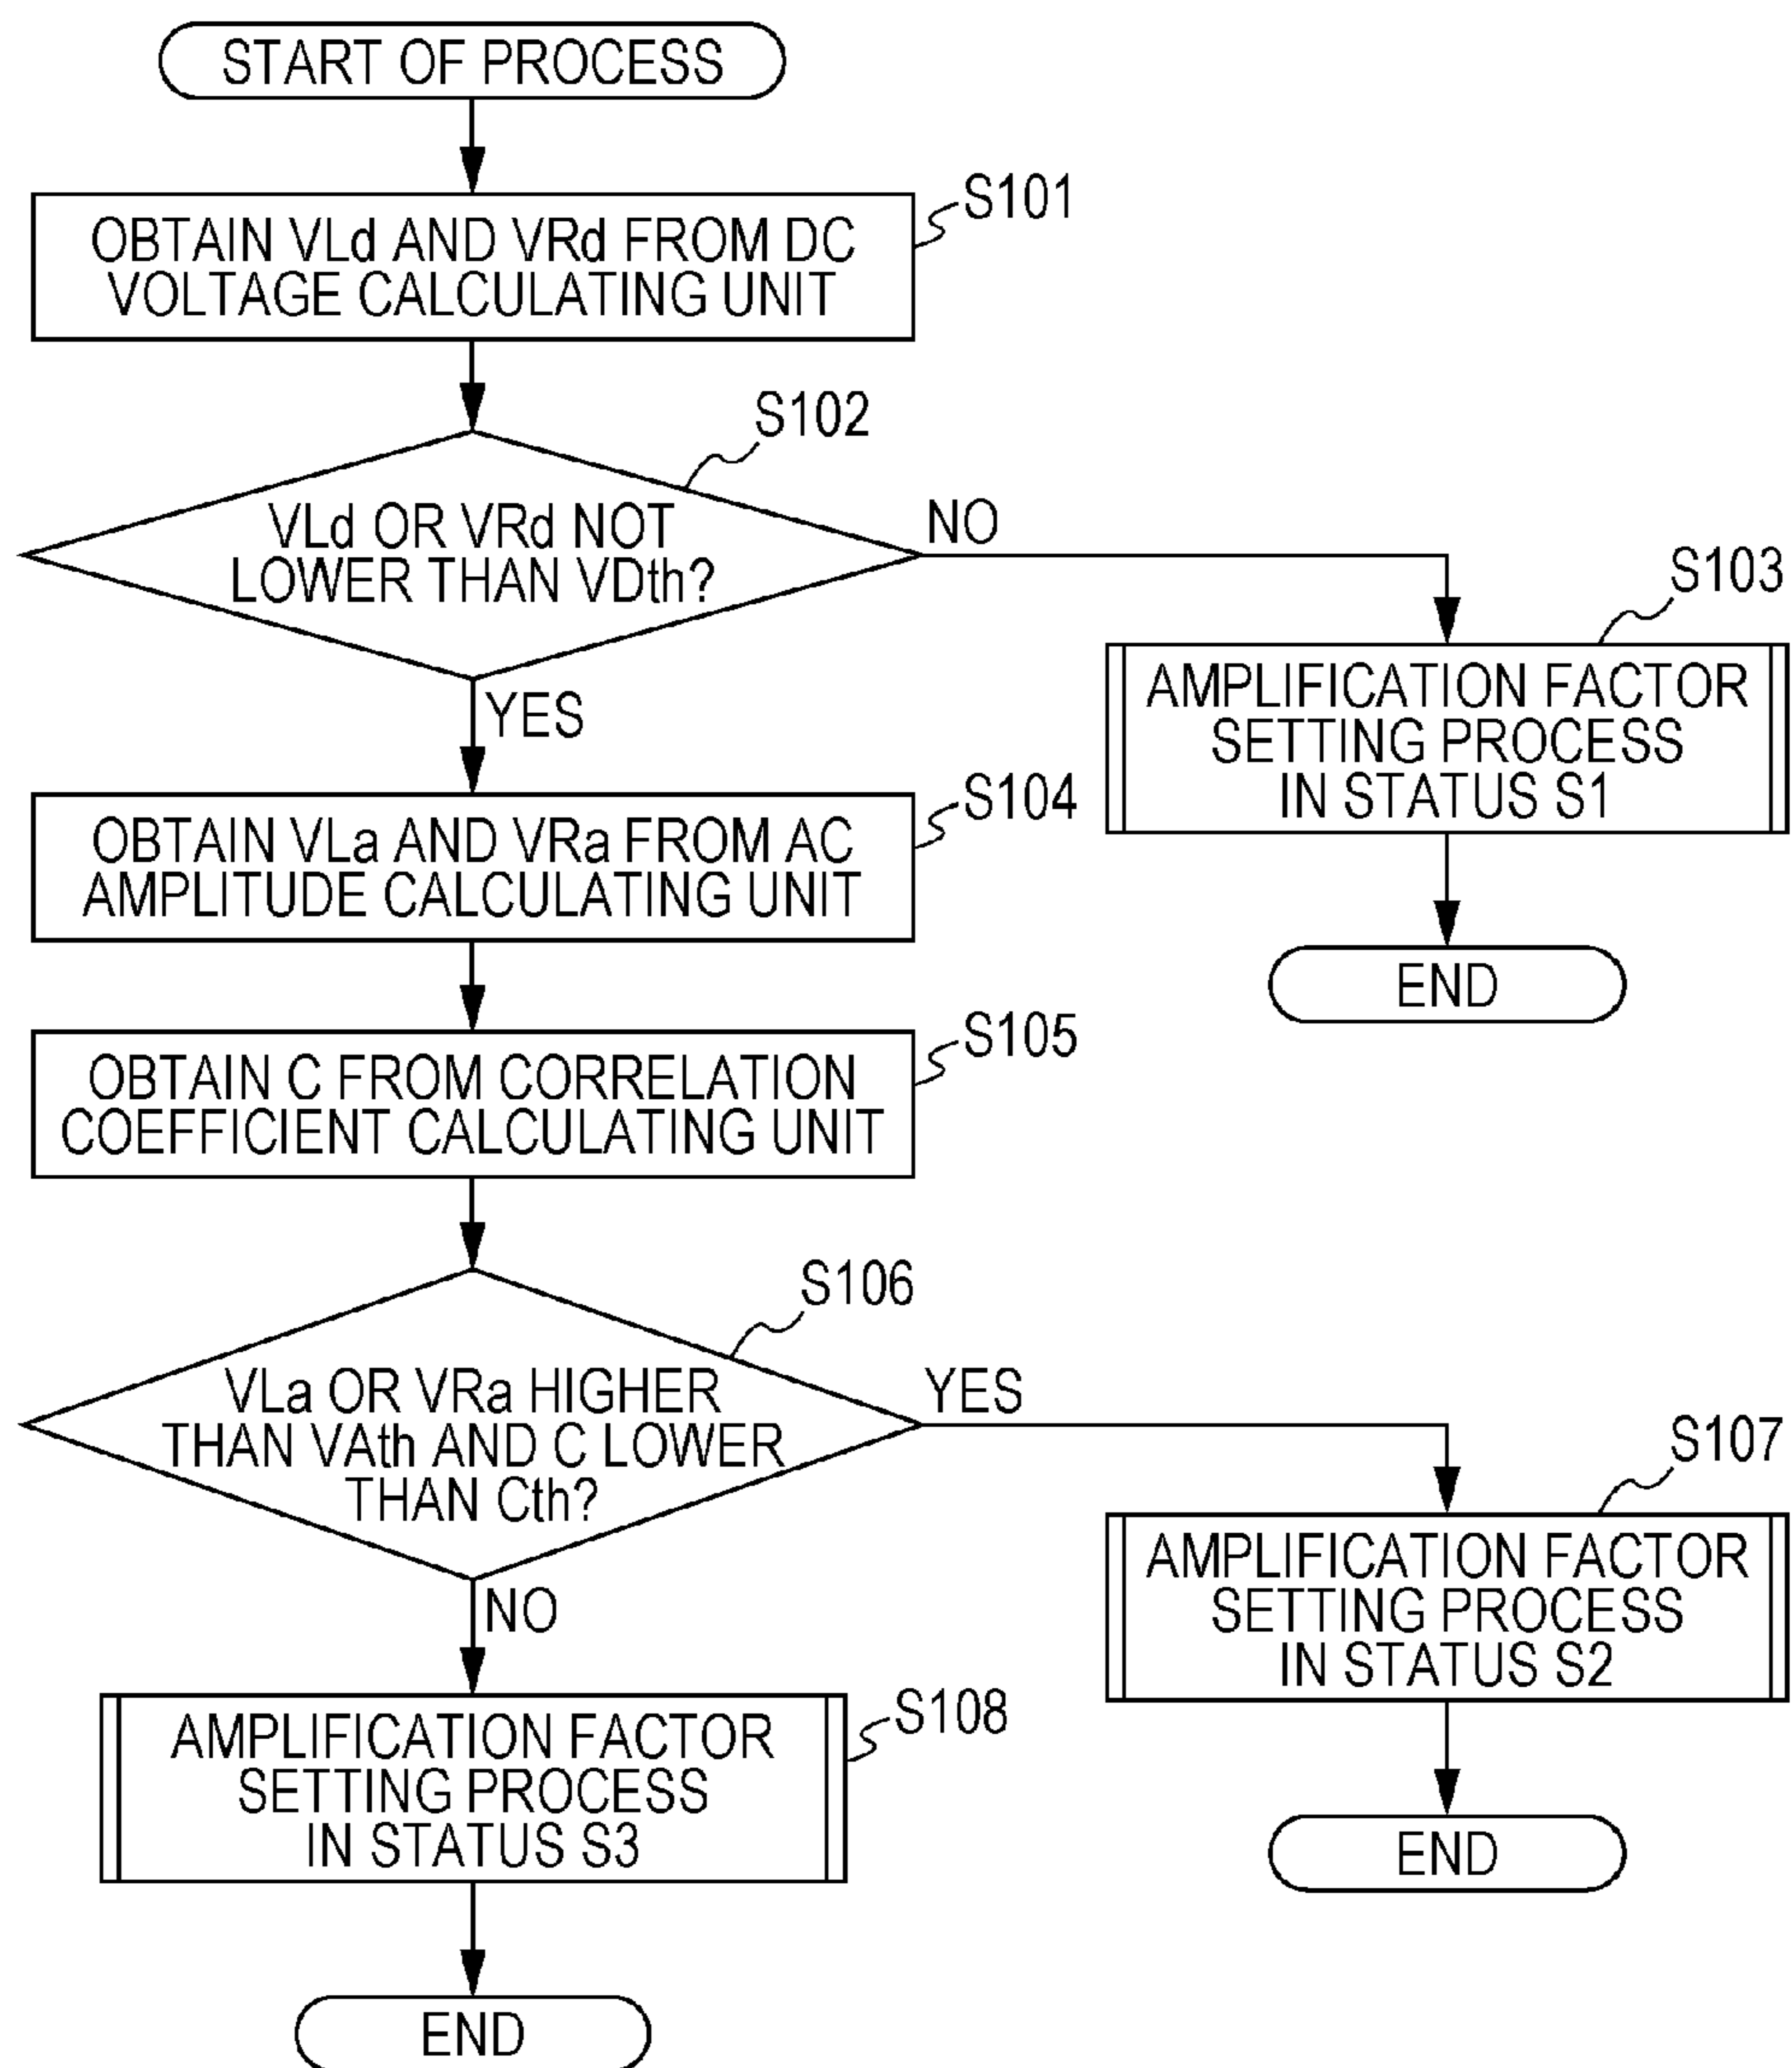 START OF PROCESS
S101
OBTAIN VLd AND VRd FROM DC
VOLTAGE CALCULATING UNIT
S102
VLd OR VRd NOT
LOWER THAN VDth?
NO
YES
S103
AMPLIFICATION FACTOR
SETTING PROCESS
IN STATUS S1
END
S104
OBTAIN VLa AND VRa FROM AC
AMPLITUDE CALCULATING UNIT
S105
OBTAIN C FROM CORRELATION
COEFFICIENT CALCULATING UNIT
S106
VLa OR VRa HIGHER
THAN VAth AND C LOWER
THAN Cth?
YES
NO
S107
AMPLIFICATION FACTOR
SETTING PROCESS
IN STATUS S2
END
S108
AMPLIFICATION FACTOR
SETTING PROCESS
IN STATUS S3
END